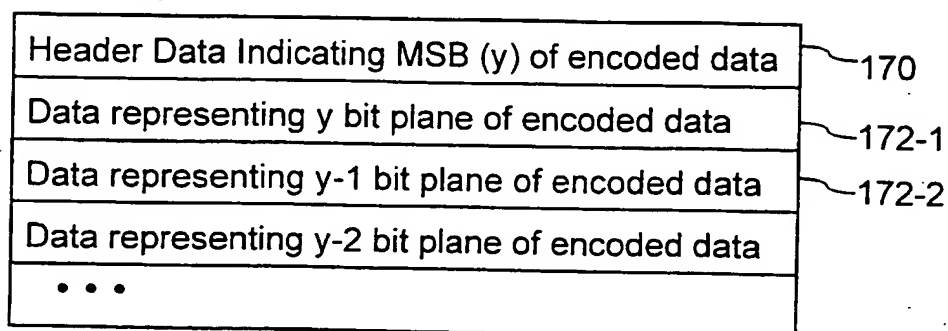 Header Data Indicating MSB (y) of encoded data 170
Data representing y bit plane of encoded data 172-1
Data representing y-1 bit plane of encoded data 172-2
Data representing y-2 bit plane of encoded data
• • •